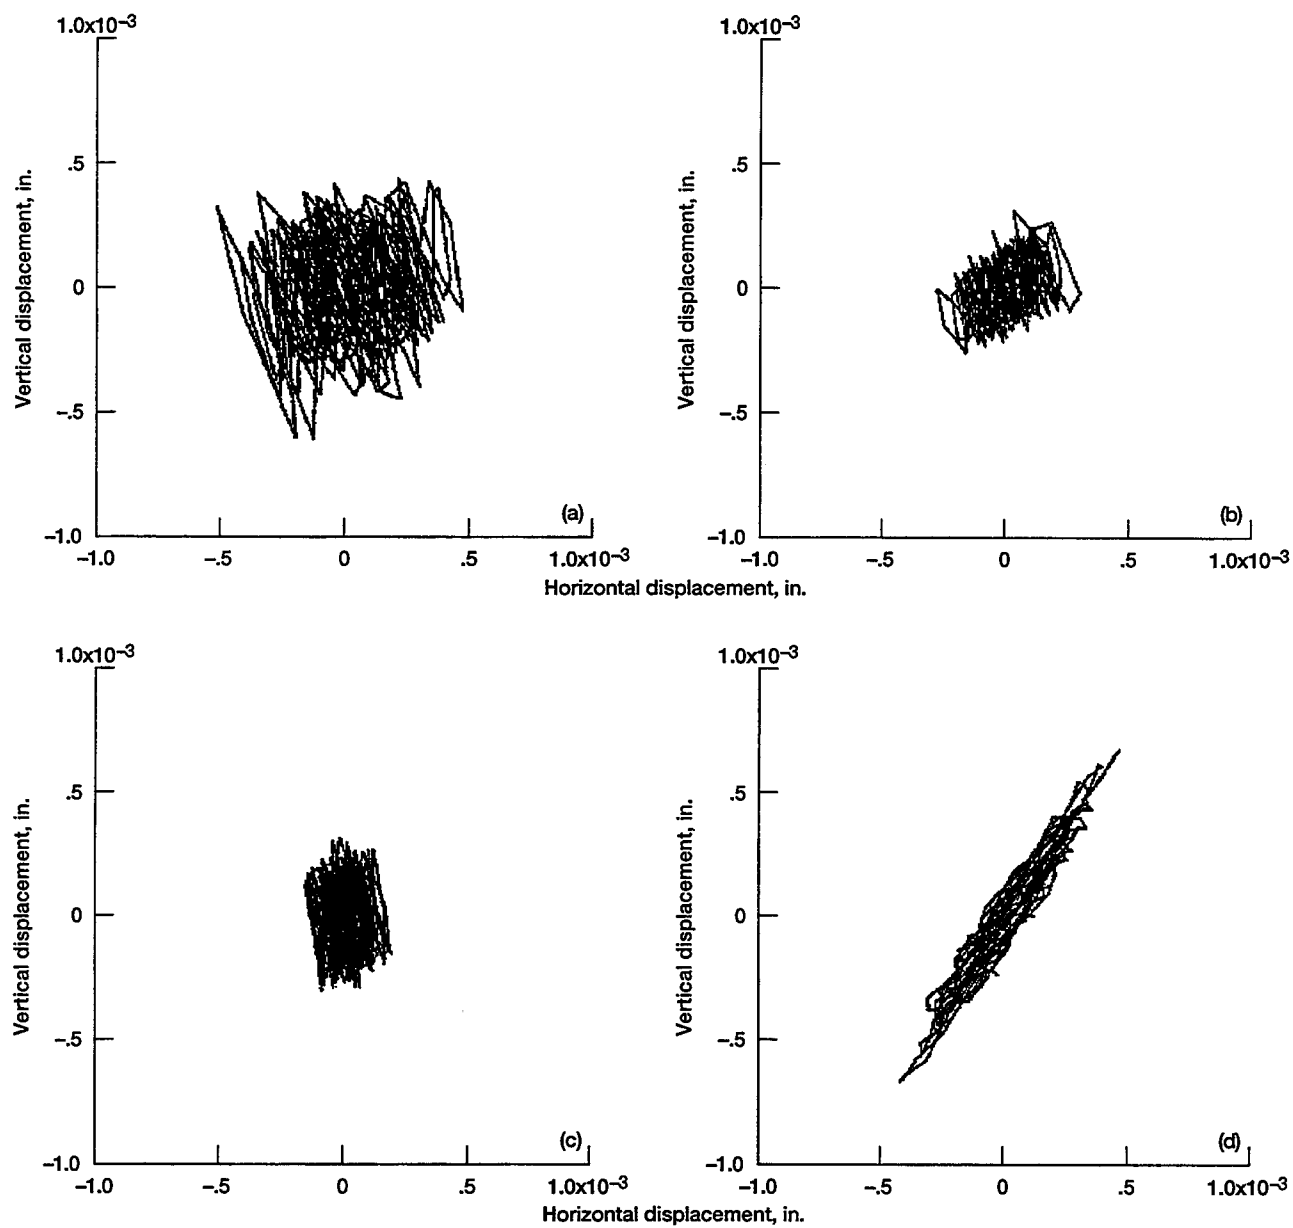 1.0x10–3
.5
0
–.5
–1.0
Vertical displacement, in.
(a)
–1.0
–.5
0
.5
1.0x10–3
1.0x10–3
.5
0
–.5
–1.0
Vertical displacement, in.
(b)
–1.0
–.5
0
.5
1.0x10–3
Horizontal displacement, in.
1.0x10–3
.5
0
–.5
–1.0
Vertical displacement, in.
(c)
–1.0
–.5
0
.5
1.0x10–3
1.0x10–3
.5
0
–.5
–1.0
Vertical displacement, in.
(d)
–1.0
–.5
0
.5
1.0x10–3
Horizontal displacement, in.